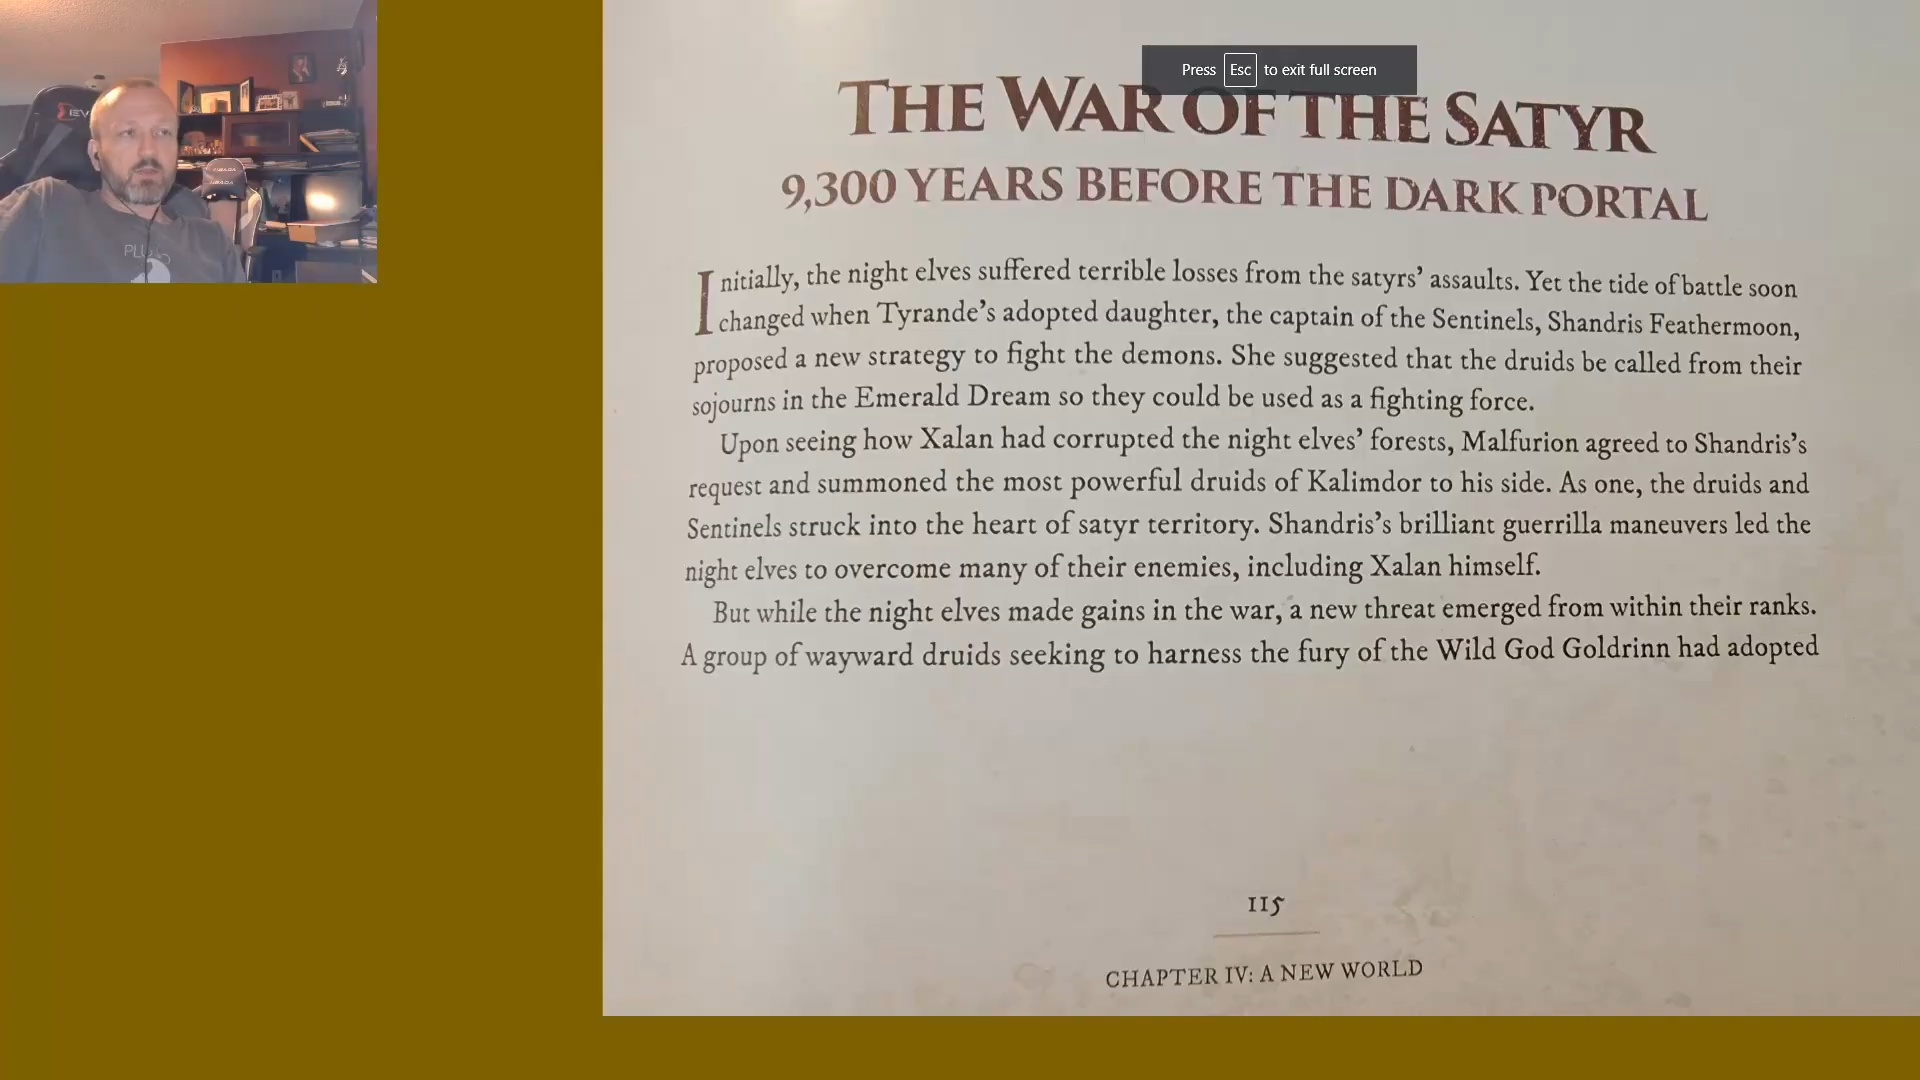 Press Esc to exit full screen
THE WAR OF THE SATYR
9,300 YEARS BEFORE THE DARK PORTAL
Initially, the night elves suffered terrible losses from the satyrs’ assaults. Yet the tide of battle soon
changed when Tyrande’s adopted daughter, the captain of the Sentinels, Shandris Feathermoon,
proposed a new strategy to fight the demons. She suggested that the druids be called from their
sojourns in the Emerald Dream so they could be used as a fighting force.
Upon seeing how Xalan had corrupted the night elves’ forests, Malfurion agreed to Shandris’s
request and summoned the most powerful druids of Kalimdor to his side. As one, the druids and
Sentinels struck into the heart of satyr territory. Shandris’s brilliant guerrilla maneuvers led the
night elves to overcome many of their enemies, including Xalan himself.
But while the night elves made gains in the war, a new threat emerged from within their ranks.
A group of wayward druids seeking to harness the fury of the Wild God Goldrinn had adopted
115
CHAPTER IV: A NEW WORLD